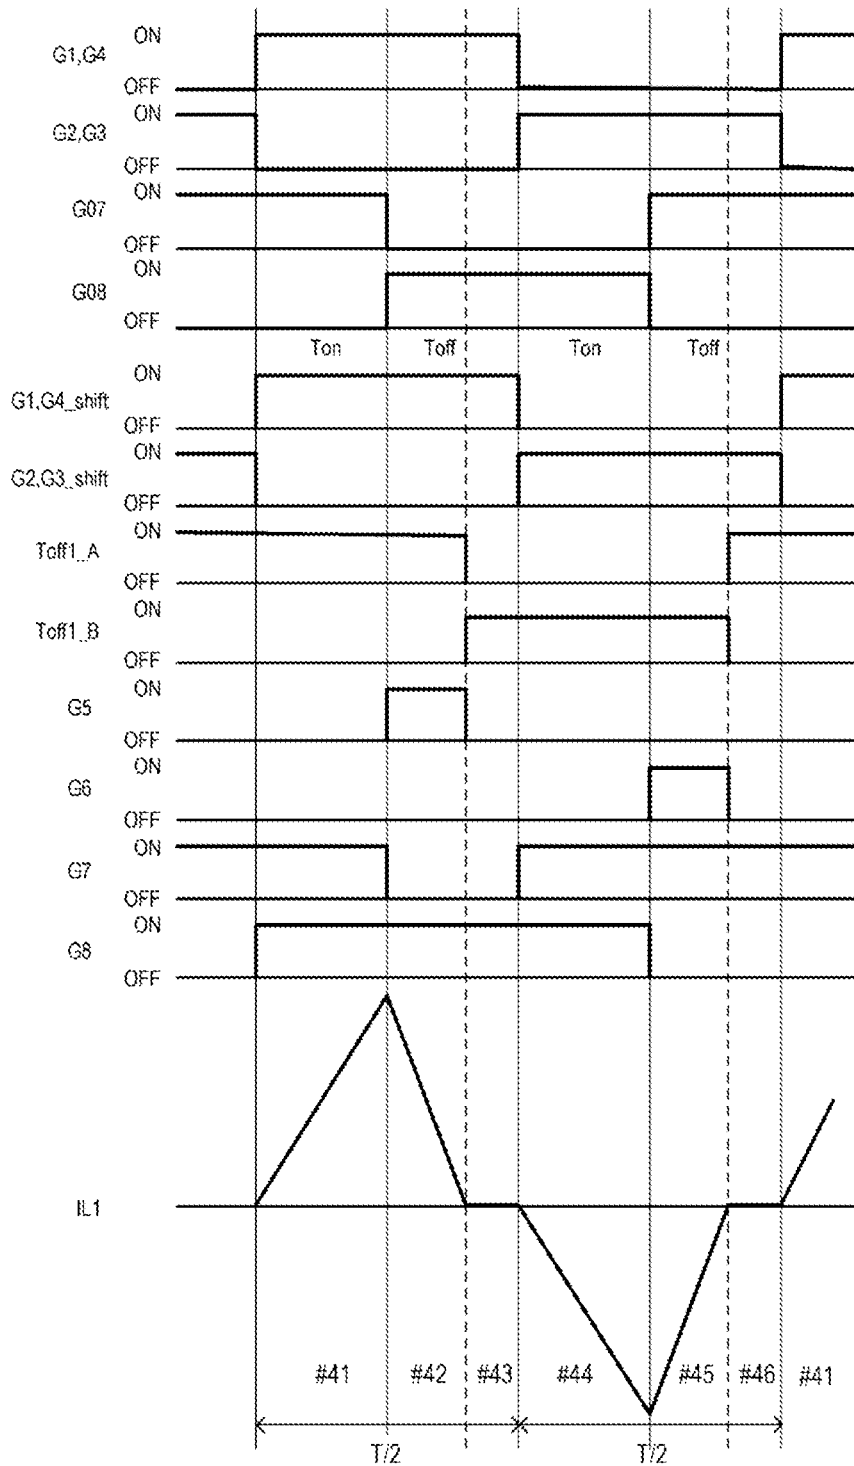 ON
G1,G4
OFF
ON
G2,G3
OFF
ON
G07
OFF
ON
G08
OFF
Ton Toff Ton Toff
ON
G1,G4_shift
OFF
ON
G2,G3_shift
OFF
ON
Toff1_A
OFF
ON
Toff1_B
OFF
ON
G5
OFF
ON
G6
OFF
ON
G7
OFF
ON
G8
OFF
IL1
#41 #42 #43 #44 #45 #46 #41
T/2 T/2